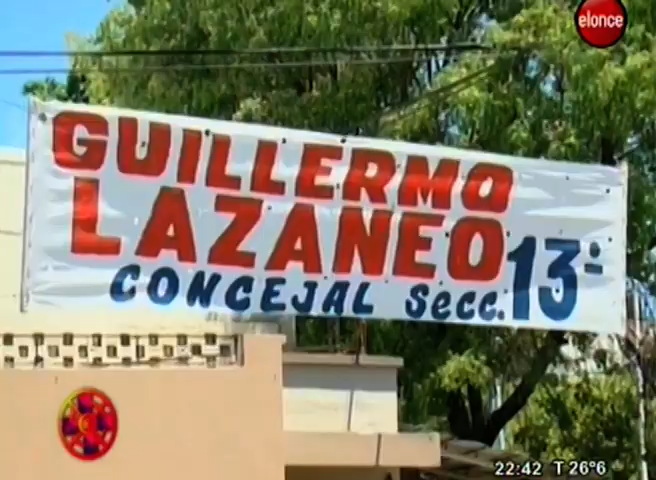 elonce
GUILLERMO
LAZANEO
CONCEJAL Secc. 13ª
22:42 T 26°6